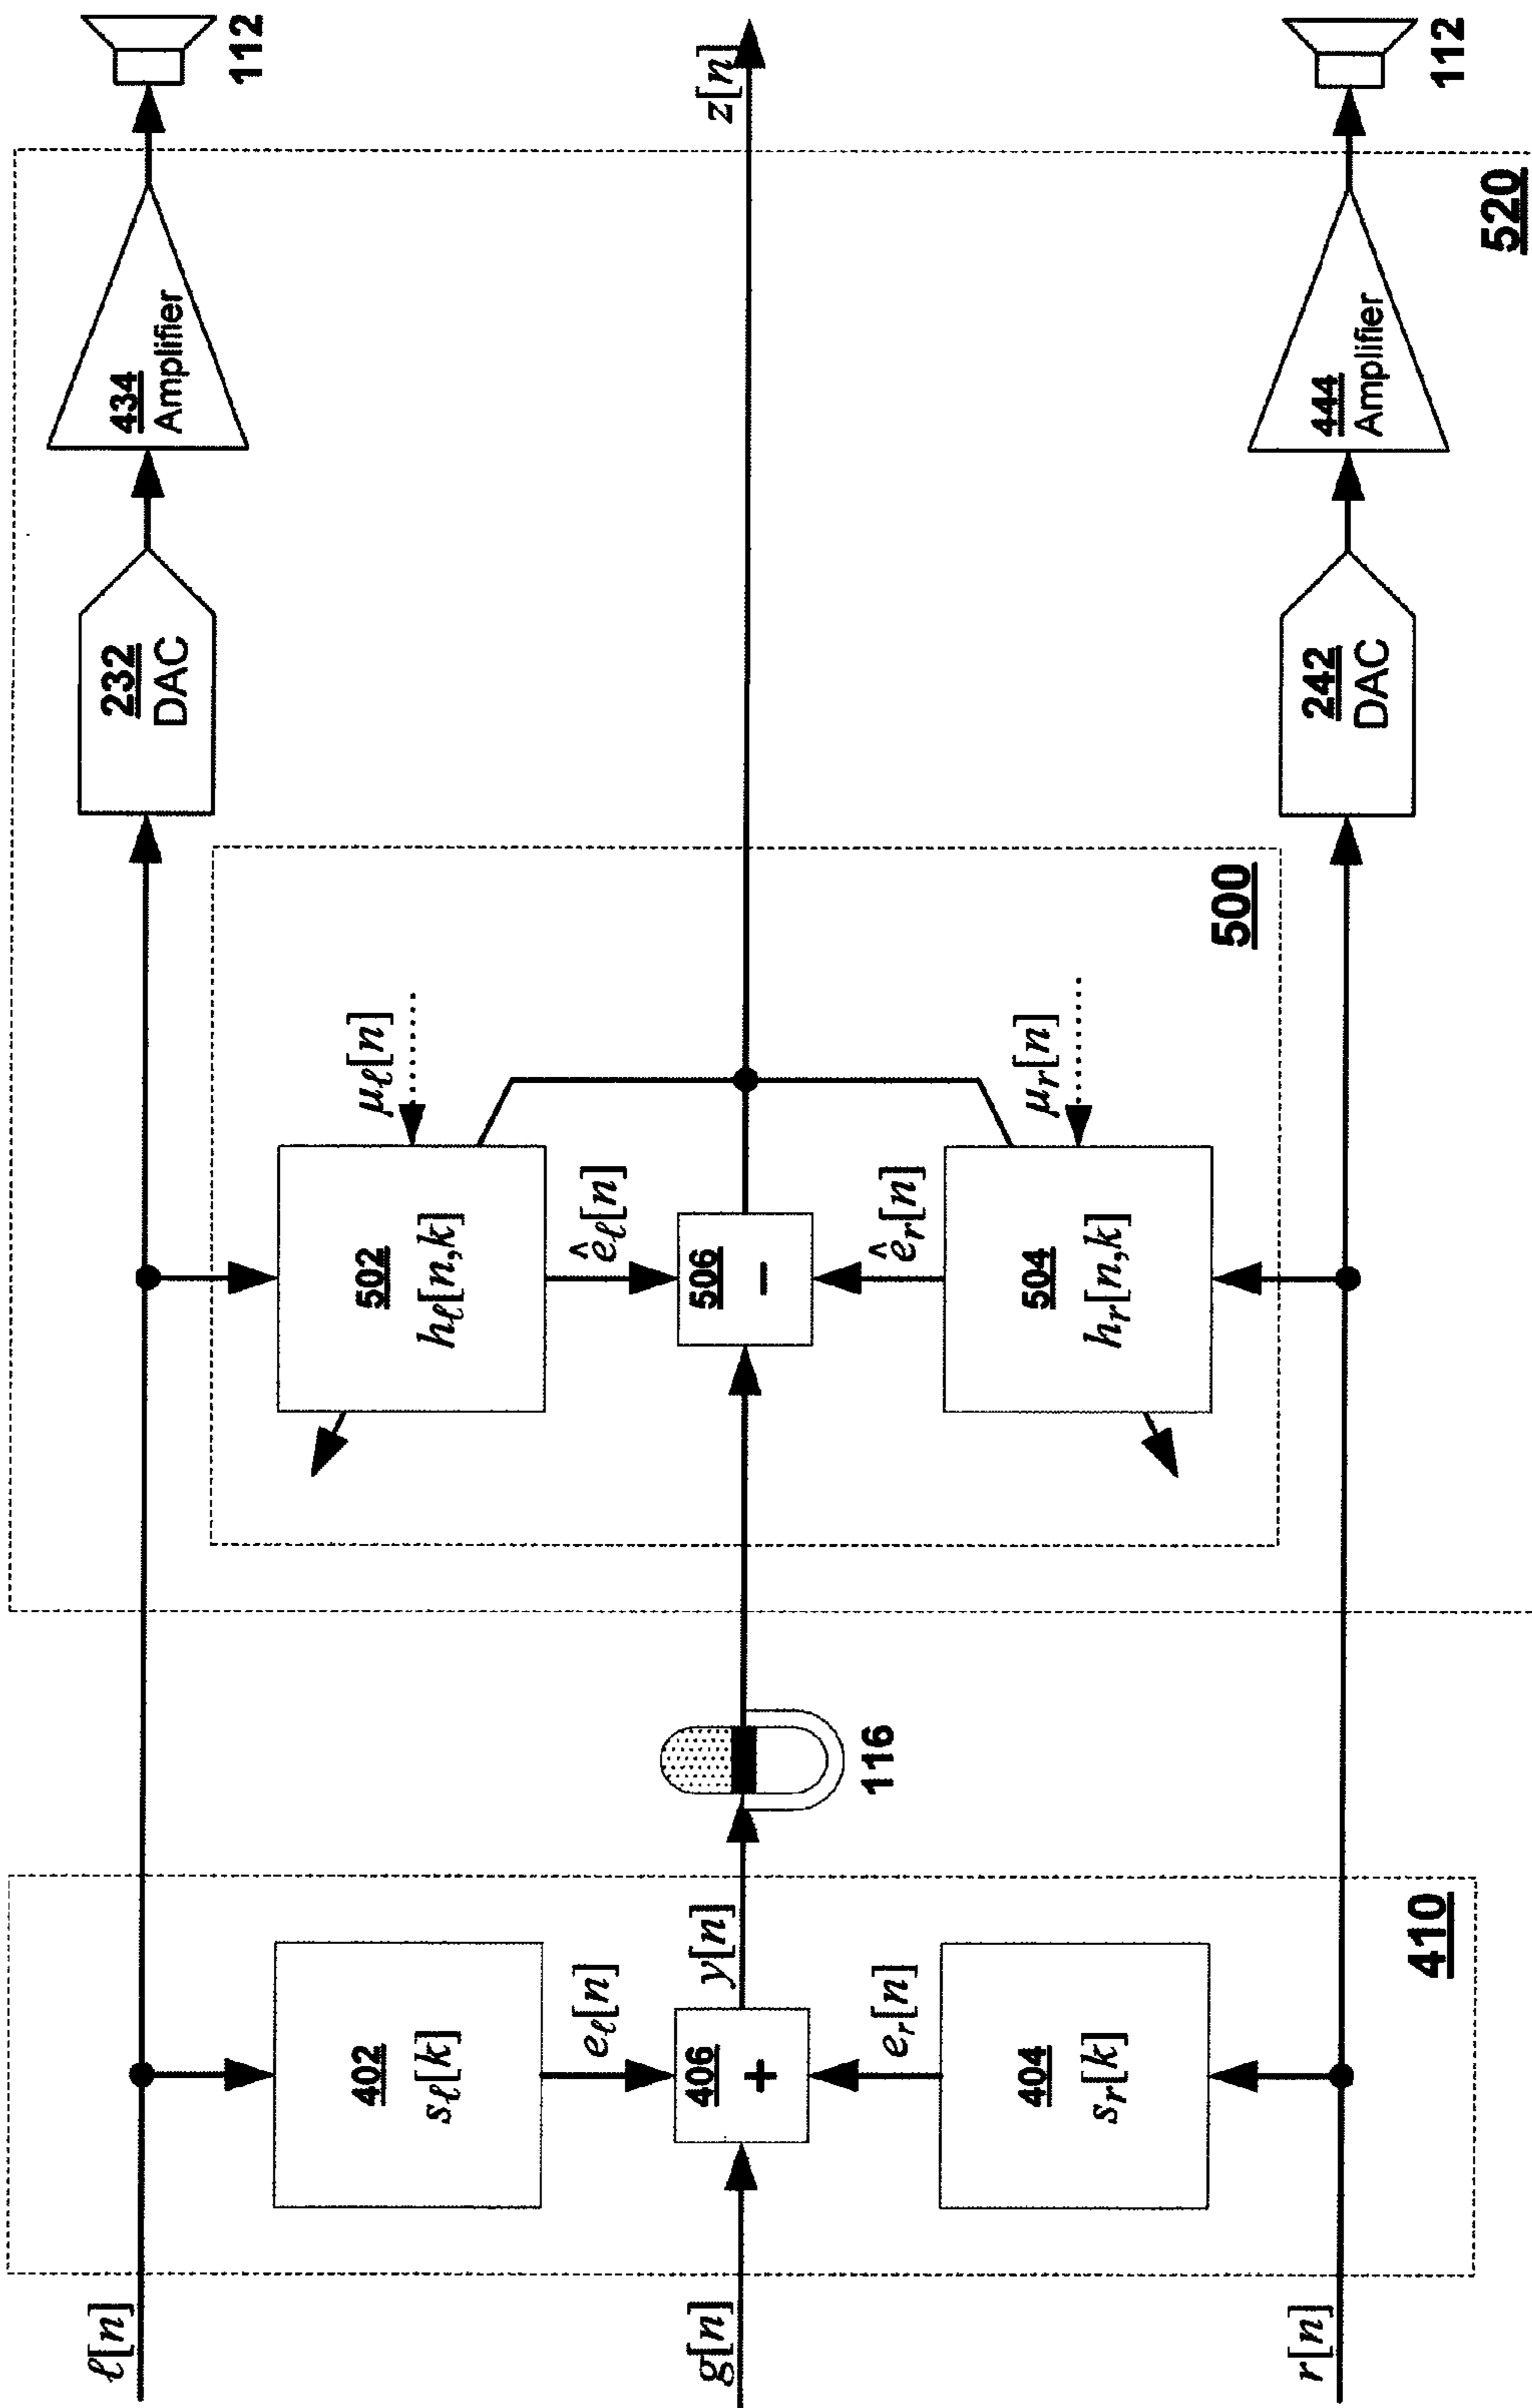 ℓ[n]
g[n]
r[n]
402
sℓ[k]
eℓ[n]
406
+
y[n]
er[n]
404
sr[k]
410
116
502
hℓ[n,k]
μℓ[n]
êℓ[n]
506
−
êr[n]
504
hr[n,k]
μr[n]
500
232
DAC
434
Amplifier
112
z[n]
242
DAC
444
Amplifier
112
520